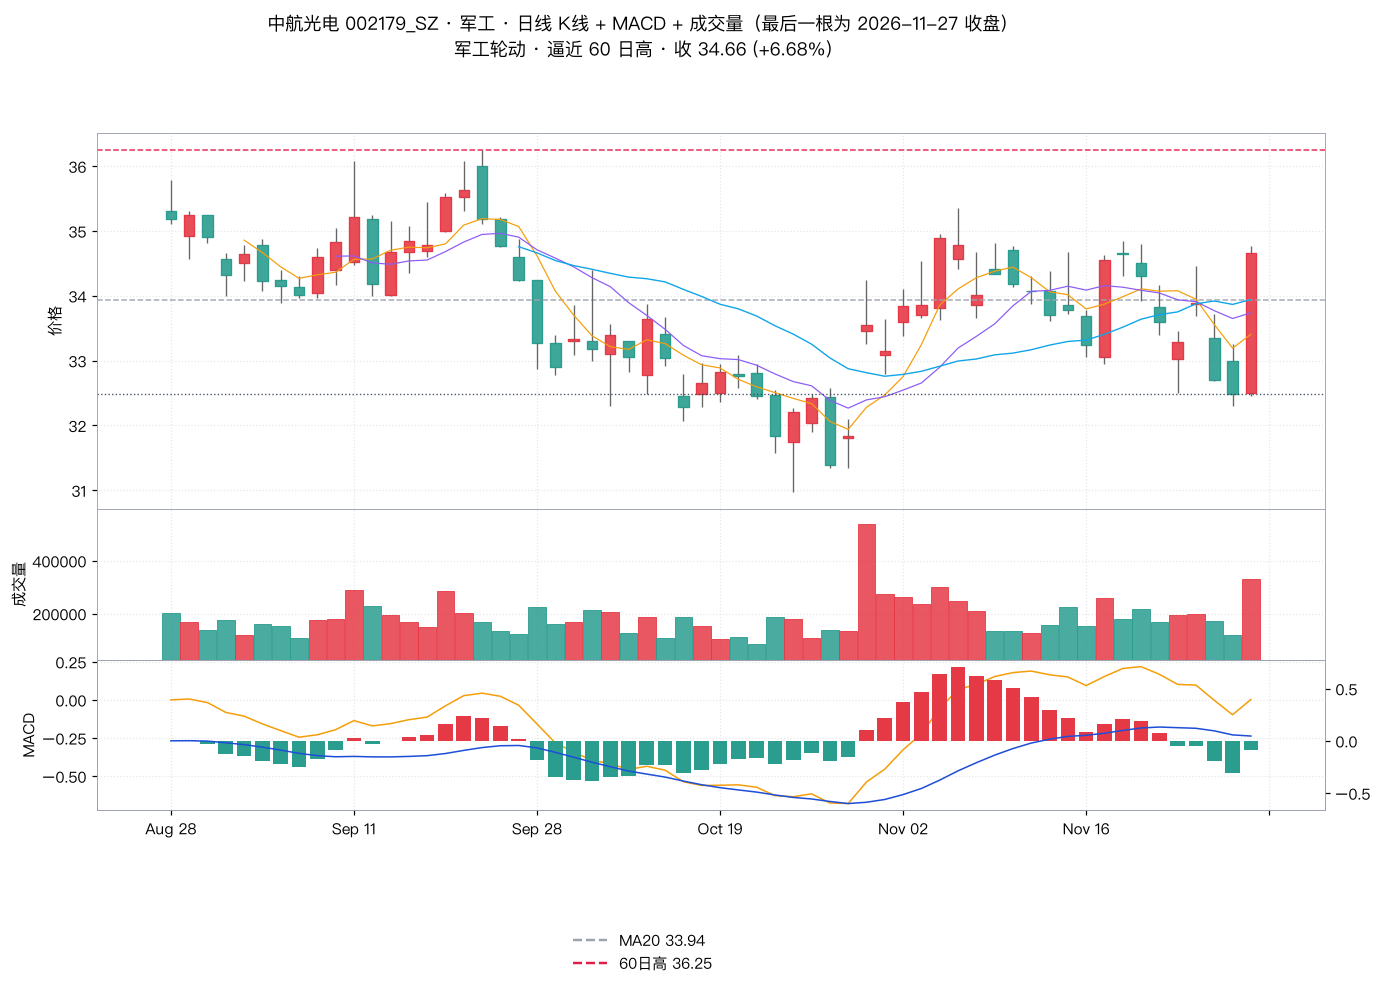 中航光电 002179_SZ · 军工 · 日线 K线 + MACD + 成交量（最后一根为 2026−11−27 收盘）
军工轮动 · 逼近 60 日高 · 收 34.66 (+6.68%)
价格
36
35
34
33
32
31
成交量
400000
200000
MACD
0.25
0.00
−0.25
−0.50
0.5
0.0
−0.5
Aug 28
Sep 11
Sep 28
Oct 19
Nov 02
Nov 16
MA20 33.94
60日高 36.25